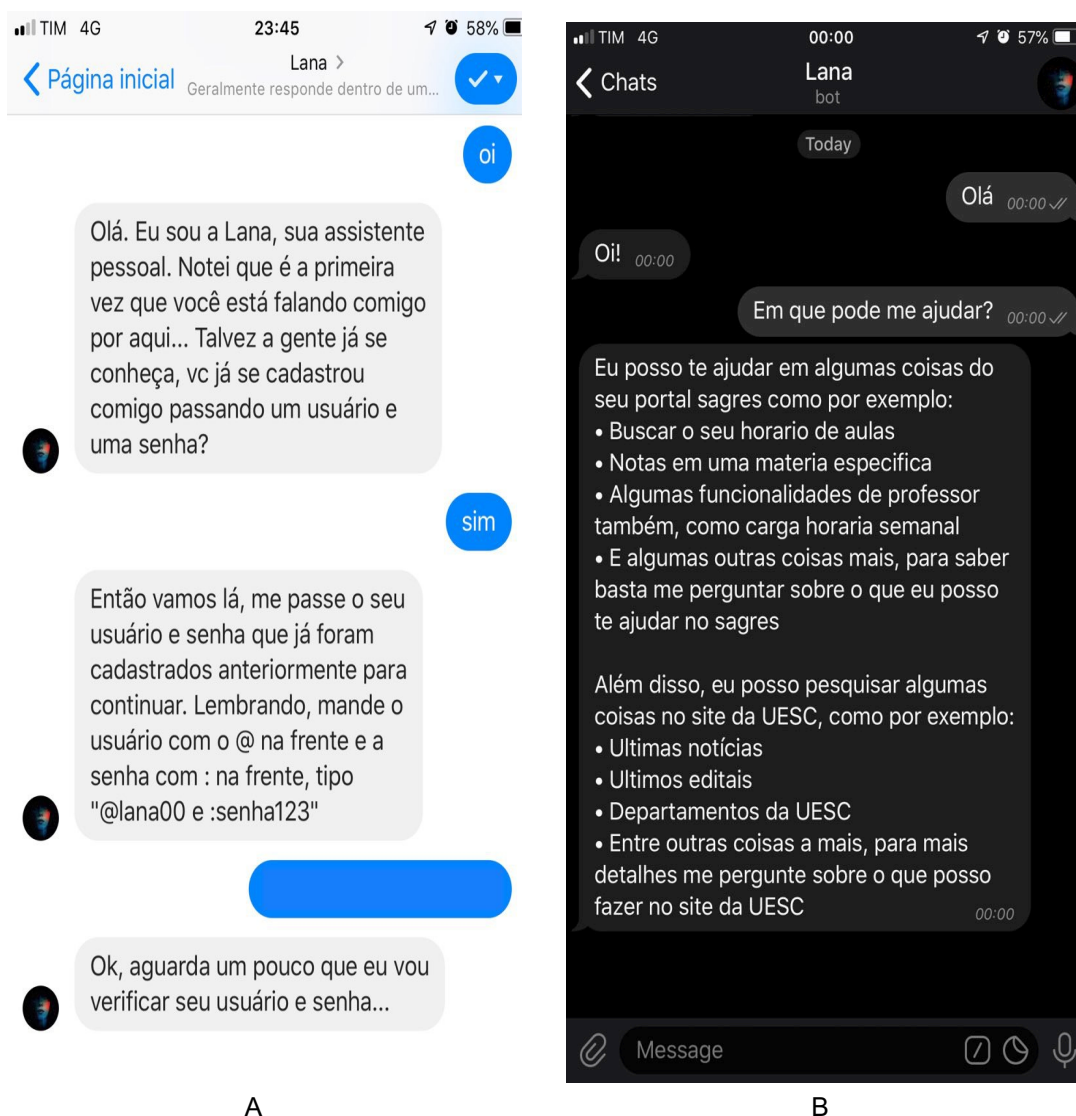 TIM 4G 23:45 58%
Página inicial
Lana >
Geralmente responde dentro de um...
oi
Olá. Eu sou a Lana, sua assistente
pessoal. Notei que é a primeira
vez que você está falando comigo
por aqui... Talvez a gente já se
conheça, vc já se cadastrou
comigo passando um usuário e
uma senha?
sim
Então vamos lá, me passe o seu
usuário e senha que já foram
cadastrados anteriormente para
continuar. Lembrando, mande o
usuário com o @ na frente e a
senha com : na frente, tipo
"@lana00 e :senha123"
Ok, aguarda um pouco que eu vou
verificar seu usuário e senha...
A
TIM 4G 00:00 57%
Chats
Lana
bot
Today
Olá 00:00
Oi! 00:00
Em que pode me ajudar? 00:00
Eu posso te ajudar em algumas coisas do
seu portal sagres como por exemplo:
• Buscar o seu horario de aulas
• Notas em uma materia especifica
• Algumas funcionalidades de professor
também, como carga horaria semanal
• E algumas outras coisas mais, para saber
basta me perguntar sobre o que eu posso
te ajudar no sagres
Além disso, eu posso pesquisar algumas
coisas no site da UESC, como por exemplo:
• Ultimas notícias
• Ultimos editais
• Departamentos da UESC
• Entre outras coisas a mais, para mais
detalhes me pergunte sobre o que posso
fazer no site da UESC 00:00
Message
B